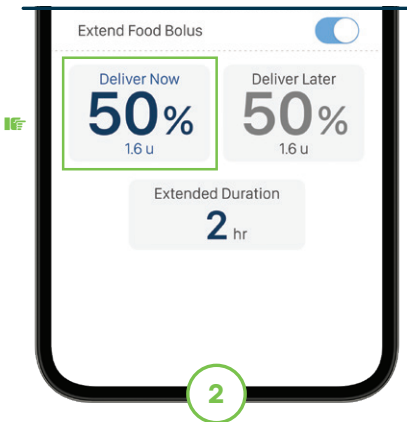 Extend Food Bolus
Deliver Now
50%
1.6 u
Deliver Later
50%
1.6 u
Extended Duration
2 hr
2